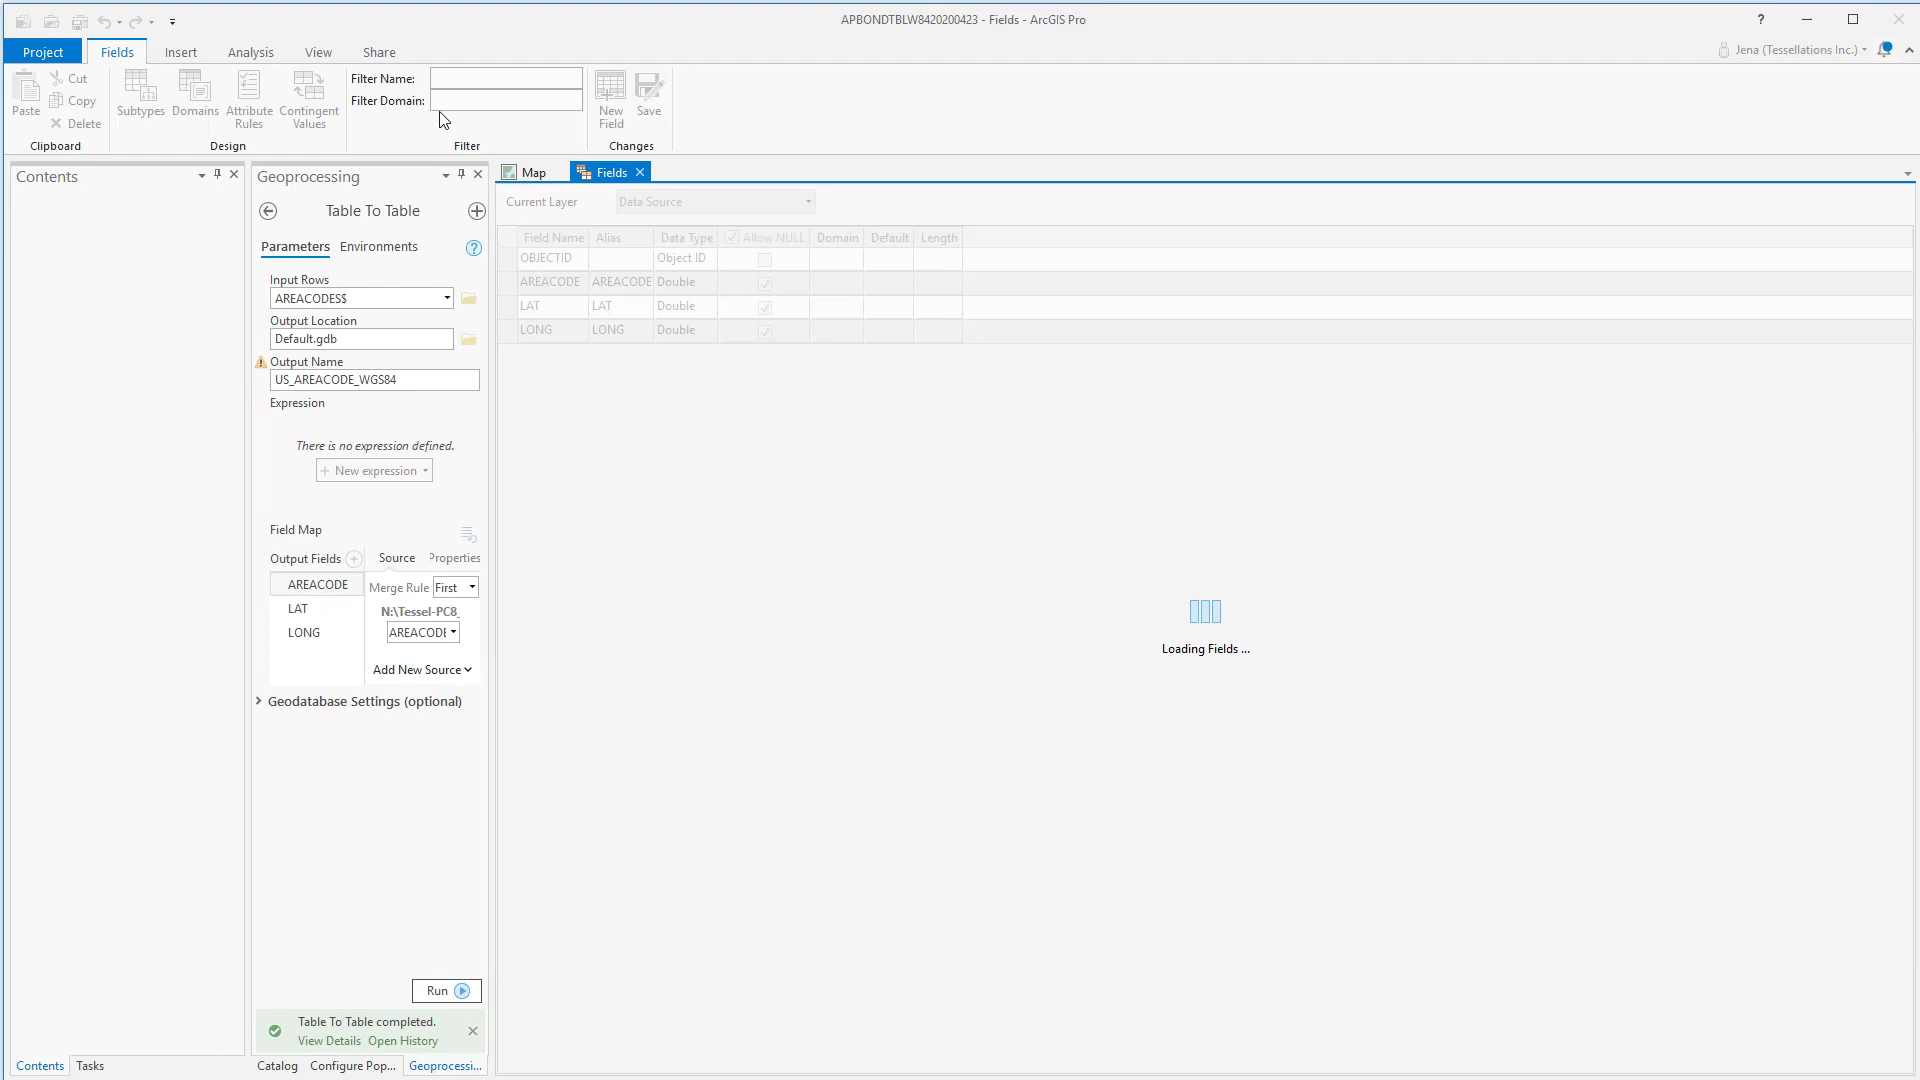 APBONDTBLW8420200423 - Fields - ArcGIS Pro
?
Project
Fields
Insert
Analysis
View
Share
Jena (Tessellations Inc.)
Paste
Cut
Copy
Delete
Clipboard
Subtypes
Domains
Attribute Rules
Contingent Values
Design
Filter Name:
Filter Domain:
Filter
New Field
Save
Changes
Contents
Geoprocessing
Table To Table
Parameters Environments
?
Input Rows
AREACODES$
Output Location
Default.gdb
Output Name
US_AREACODE_WGS84
Expression
There is no expression defined.
New expression
Field Map
Output Fields
Source Properties
AREACODE
LAT
LONG
Merge Rule First
N:\Tessel-PC8_
AREACODE
Add New Source
Geodatabase Settings (optional)
Run
Table To Table completed.
View Details Open History
Contents Tasks
Catalog Configure Pop... Geoprocessi...
Map
Fields
Current Layer Data Source
Field Name Alias Data Type Allow NULL Domain Default Length
OBJECTID Object ID
AREACODE AREACODE Double
LAT LAT Double
LONG LONG Double
Loading Fields ...